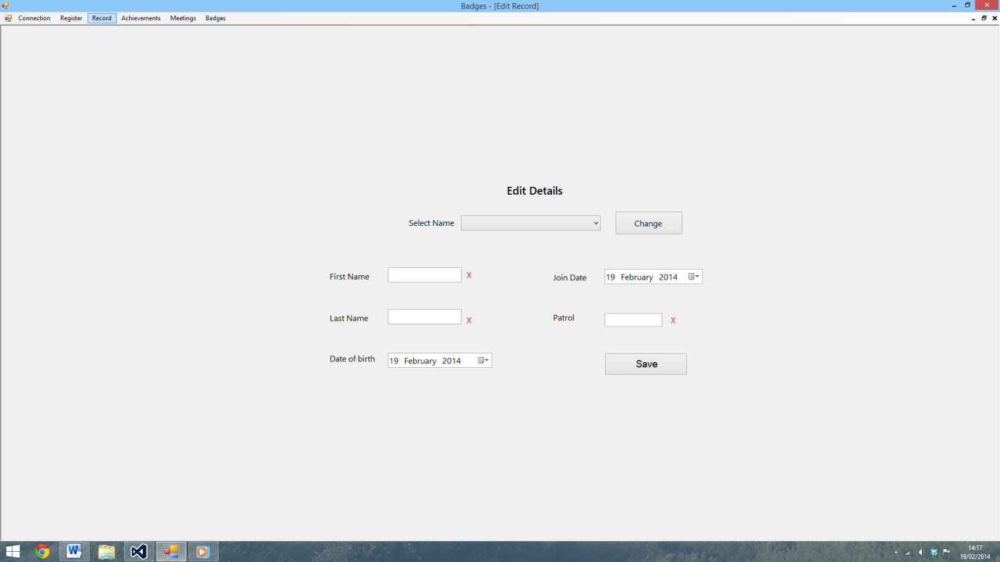 Badges - [Edit Record]
Connection Register Record Achievements Meetings Badges
Edit Details
Select Name Change
First Name X Join Date 19 February 2014
Last Name X Patrol X
Date of birth 19 February 2014 Save
14:17
19/02/2014